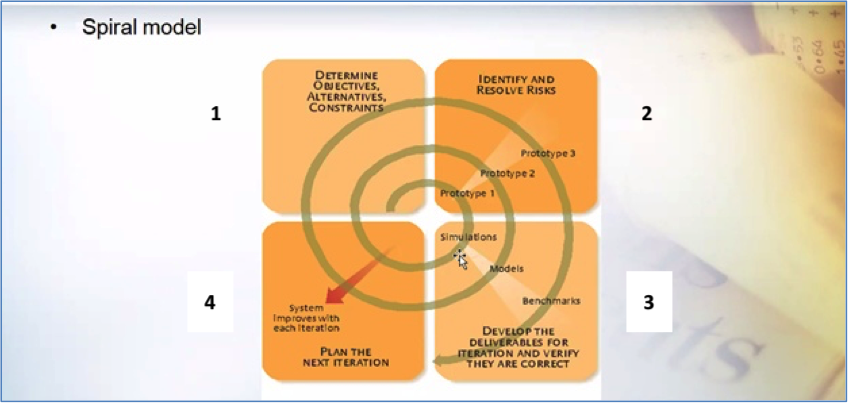 • Spiral model
1
DETERMINE
OBJECTIVES,
ALTERNATIVES,
CONSTRAINTS
IDENTIFY AND
RESOLVE RISKS
2
Prototype 3
Prototype 2
Prototype 1
Simulations
Models
Benchmarks
4
System
improves with
each iteration
PLAN THE
NEXT ITERATION
3
DEVELOP THE
DELIVERABLES FOR
ITERATION AND VERIFY
THEY ARE CORRECT